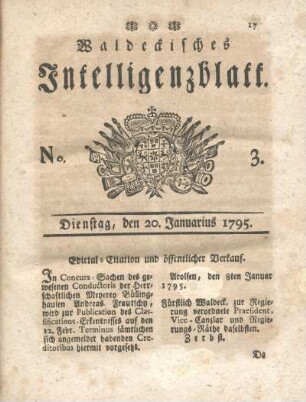 17
Waldeckisches
Intelligenzblatt.
No. 3.
Dienstag, den 20. Januarius 1795.
Edictal-Citation und öffentlicher Verkauf.
In Concurs-Sachen des ge-
wesenen Conductoris der Herr-
schaftlichen Meyerey Bülling-
hausen Andreas Frautschy,
wird zur Publication des Clas-
sifications-Erkenntnisses auf den
12. Febr. Terminus sämtlichen
sich angemeldet habenden Cre-
ditoribus hiermit vorgesetzt.
Arolsen, den 8ten Januar
1795.
Fürstlich Waldeck. zur Regie-
rung verordnete Praesident,
Vice-Canzlar und Regie-
rungs-Räthe daselbsten.
Zerbst.
Da